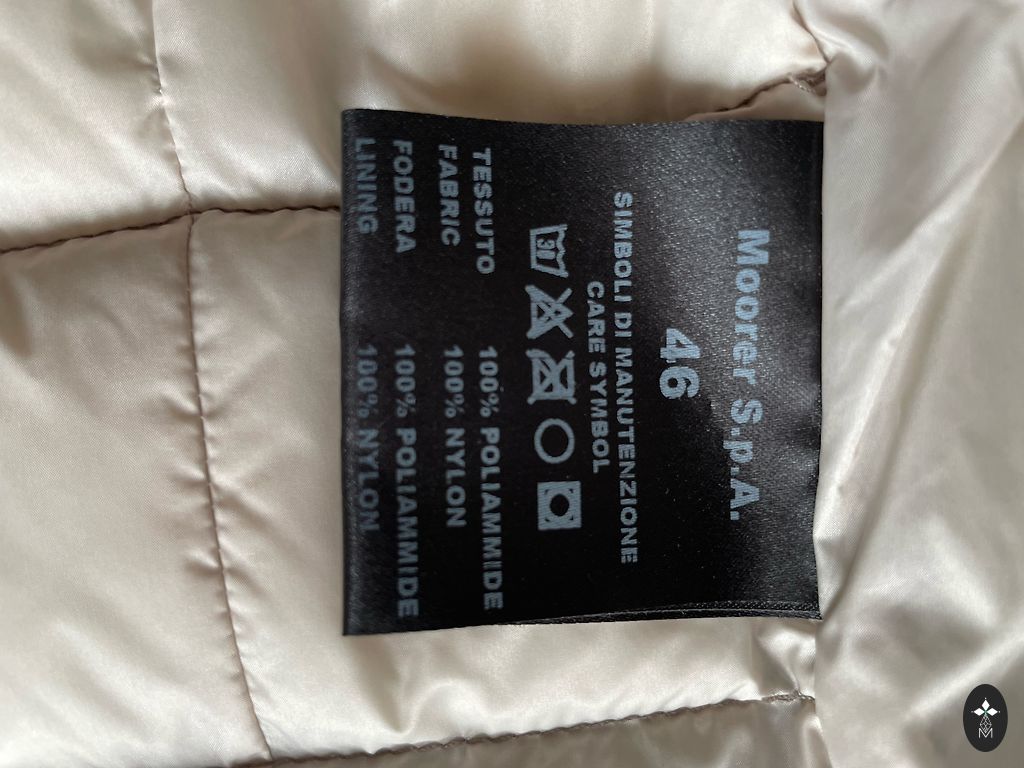 Moorer S.p.A.
46
SIMBOLI DI MANUTENZIONE
CARE SYMBOL
30
TESSUTO 100% POLIAMMIDE
FABRIC 100% NYLON
FODERA 100% POLIAMMIDE
LINING 100% NYLON
M